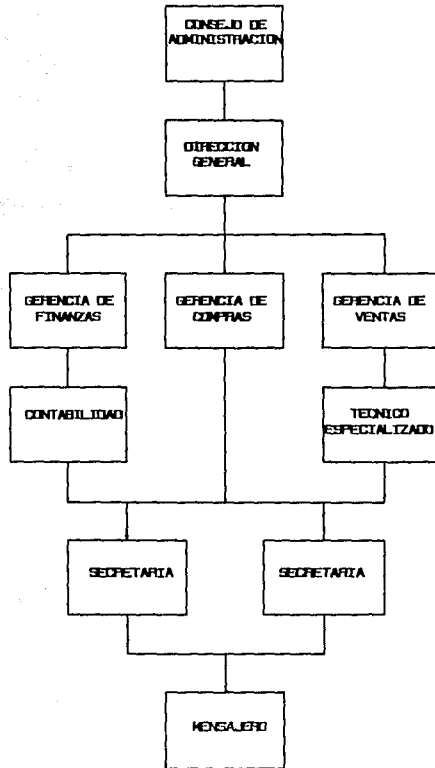 CONSEJO DE
ADMINISTRACION
DIRECCION
GENERAL
GERENCIA DE
FINANZAS
GERENCIA DE
COMPRAS
GERENCIA DE
VENTAS
CONTABILIDAD
TECNICO
ESPECIALIZADO
SECRETARIA
SECRETARIA
MENSAJERO